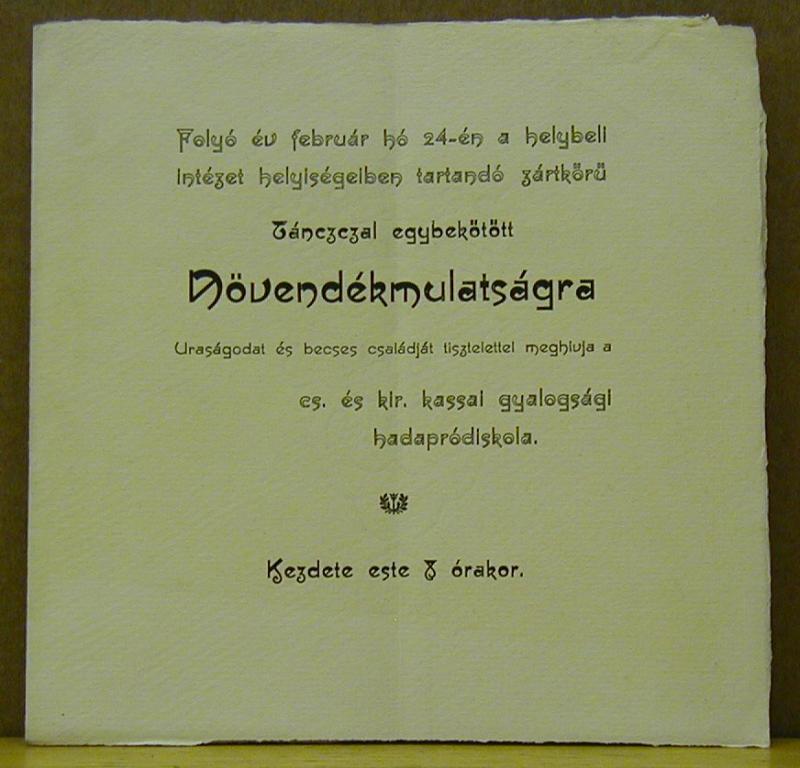 Folyó év február hó 24-én a helybeli
intézet helyiségeiben tartandó zártkörű
Tánczczal egybekötött
Növendékmulatságra
Uraságodat és becses családját tisztelettel meghivja a
cs. és kir. kassai gyalogsági
hadapródiskola.
Kezdete este órakor.